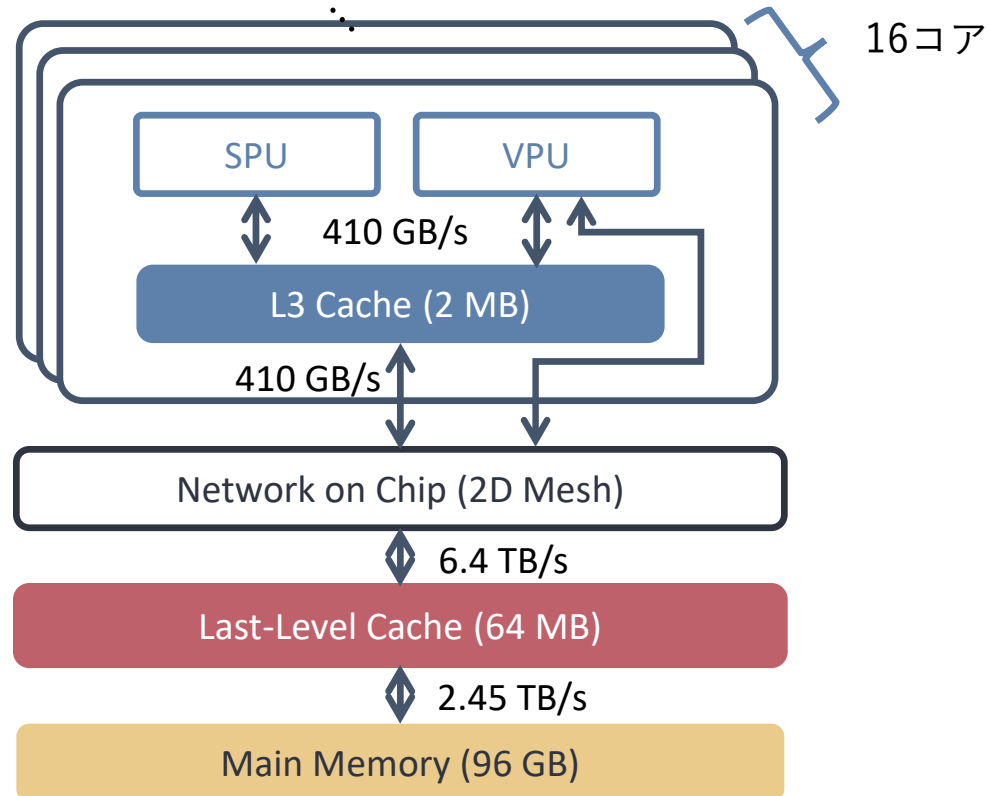 16コア
SPU
VPU
410 GB/s
L3 Cache (2 MB)
410 GB/s
Network on Chip (2D Mesh)
6.4 TB/s
Last-Level Cache (64 MB)
2.45 TB/s
Main Memory (96 GB)